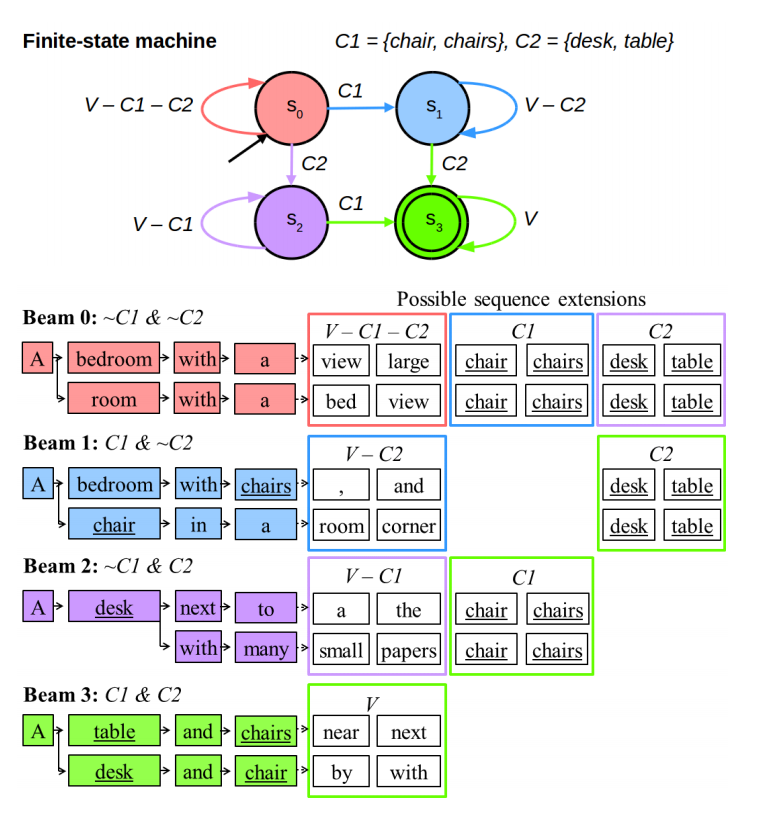 Finite-state machine
C1 = {chair, chairs}, C2 = {desk, table}
V – C1 – C2
s0
C1
s1
V – C2
C2
C2
V – C1
s2
C1
s3
V
Possible sequence extensions
Beam 0: ~C1 & ~C2
V – C1 – C2
C1
C2
A bedroom with a view large chair chairs desk table
room with a bed view chair chairs desk table
Beam 1: C1 & ~C2
V – C2
C2
A bedroom with chairs , and desk table
chair in a room corner desk table
Beam 2: ~C1 & C2
V – C1
C1
A desk next to a the chair chairs
with many small papers chair chairs
Beam 3: C1 & C2
V
A table and chairs near next
desk and chair by with